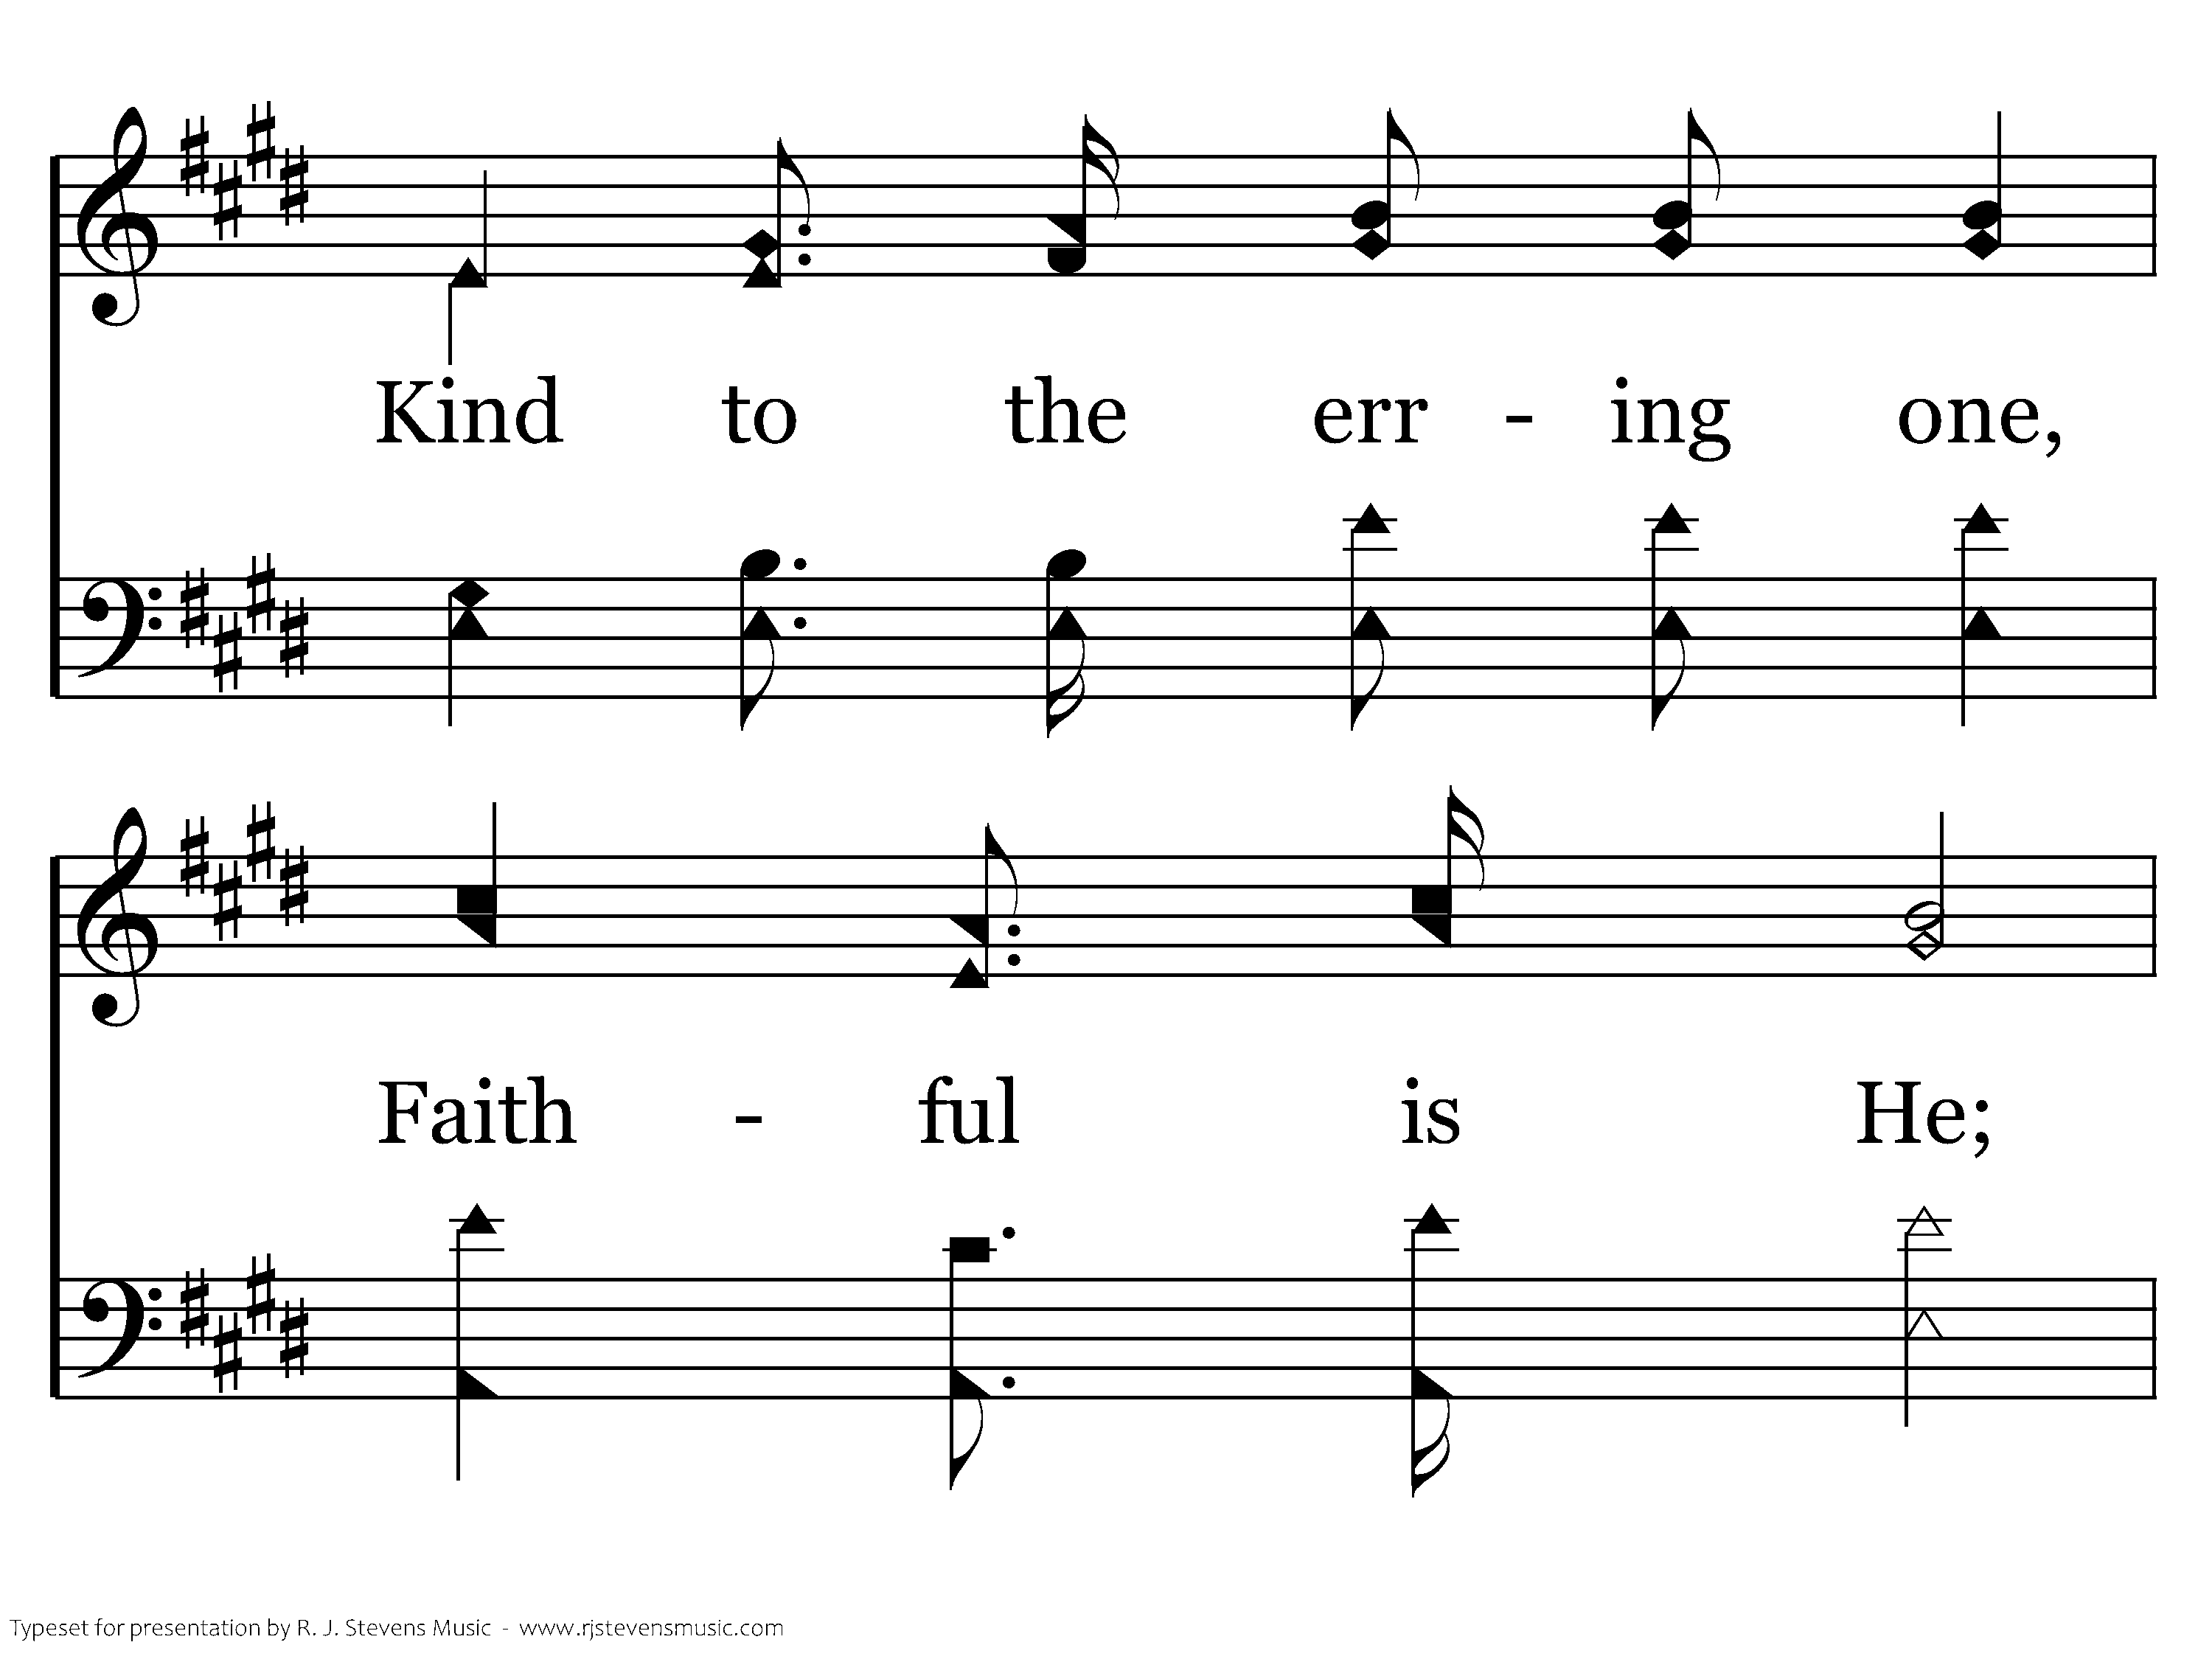 Kind to the err - ing one,
Faith - ful is He;
Typeset for presentation by R. J. Stevens Music - www.rjstevensmusic.com